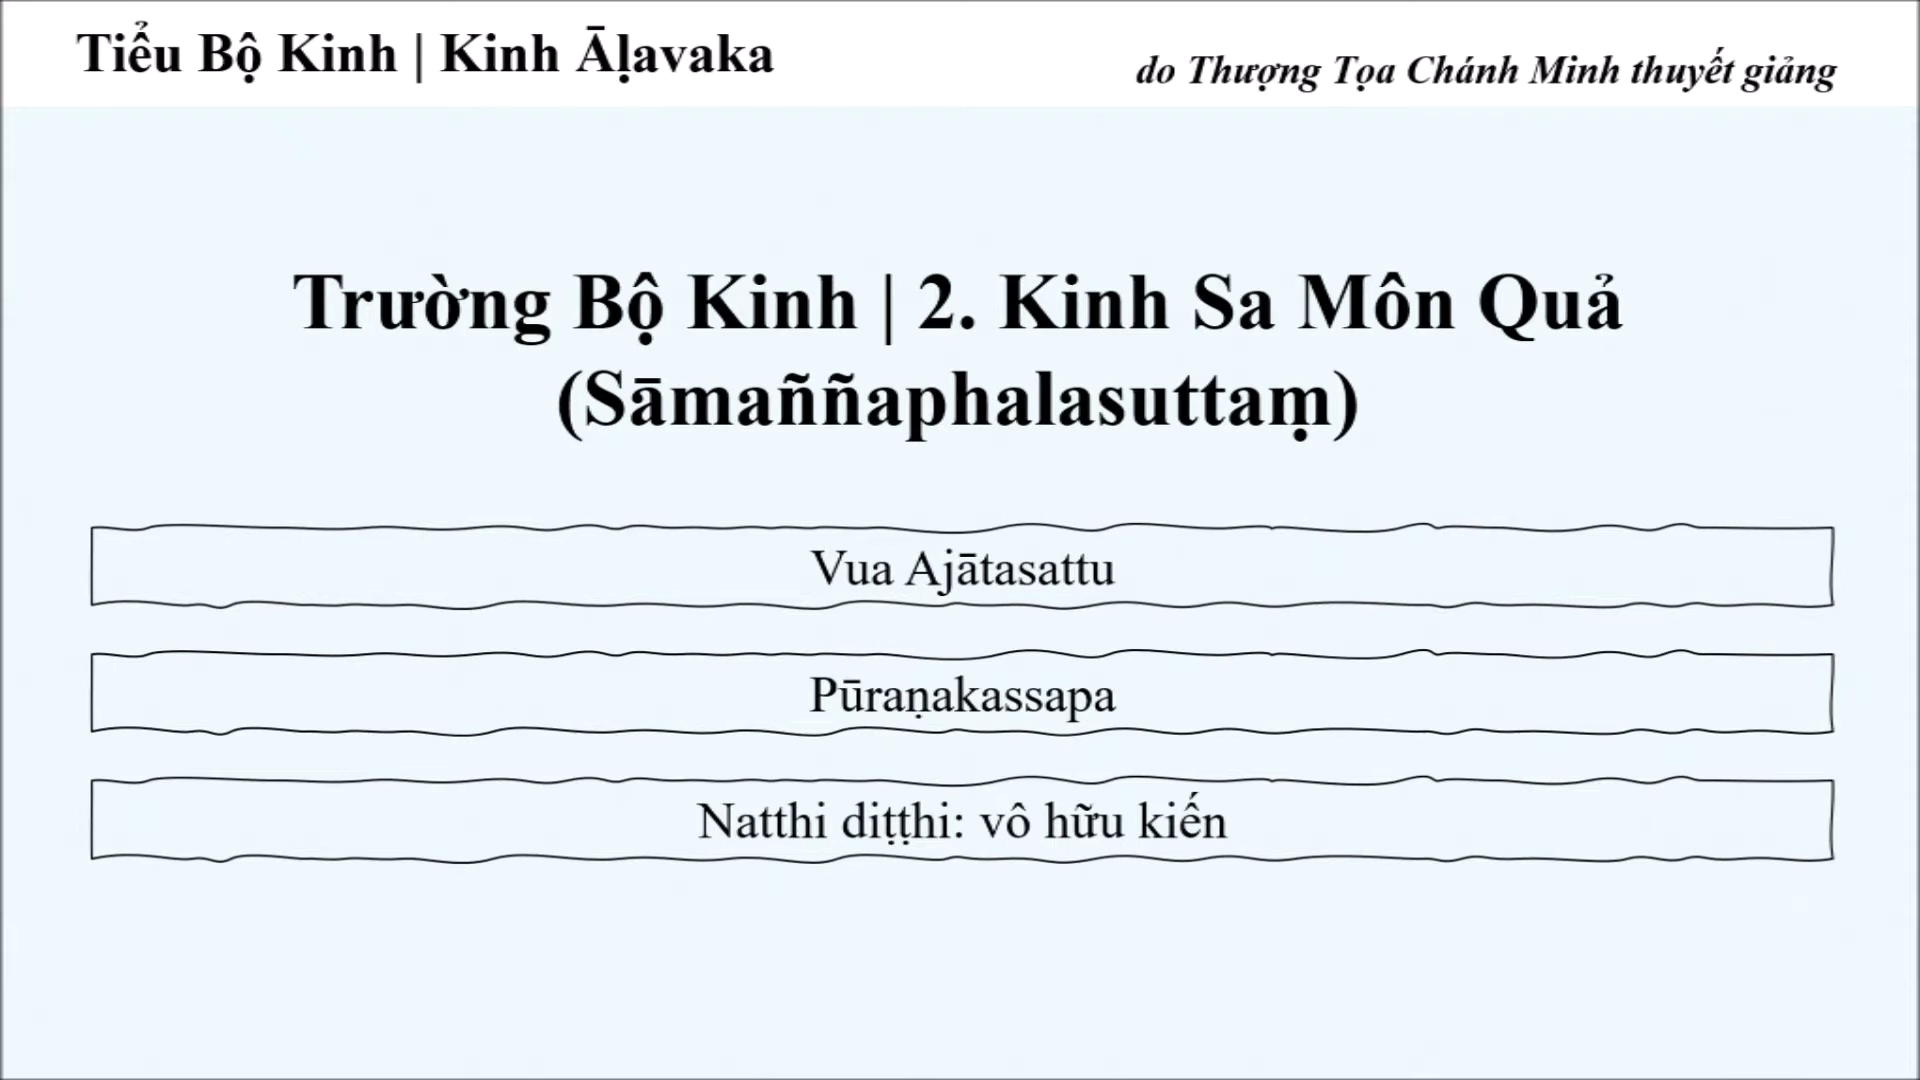 Tiểu Bộ Kinh | Kinh Āḷavaka
do Thượng Tọa Chánh Minh thuyết giảng
Trường Bộ Kinh | 2. Kinh Sa Môn Quả
(Sāmaññaphalasuttaṃ)
Vua Ajātasattu
Pūraṇakassapa
Natthi diṭṭhi: vô hữu kiến